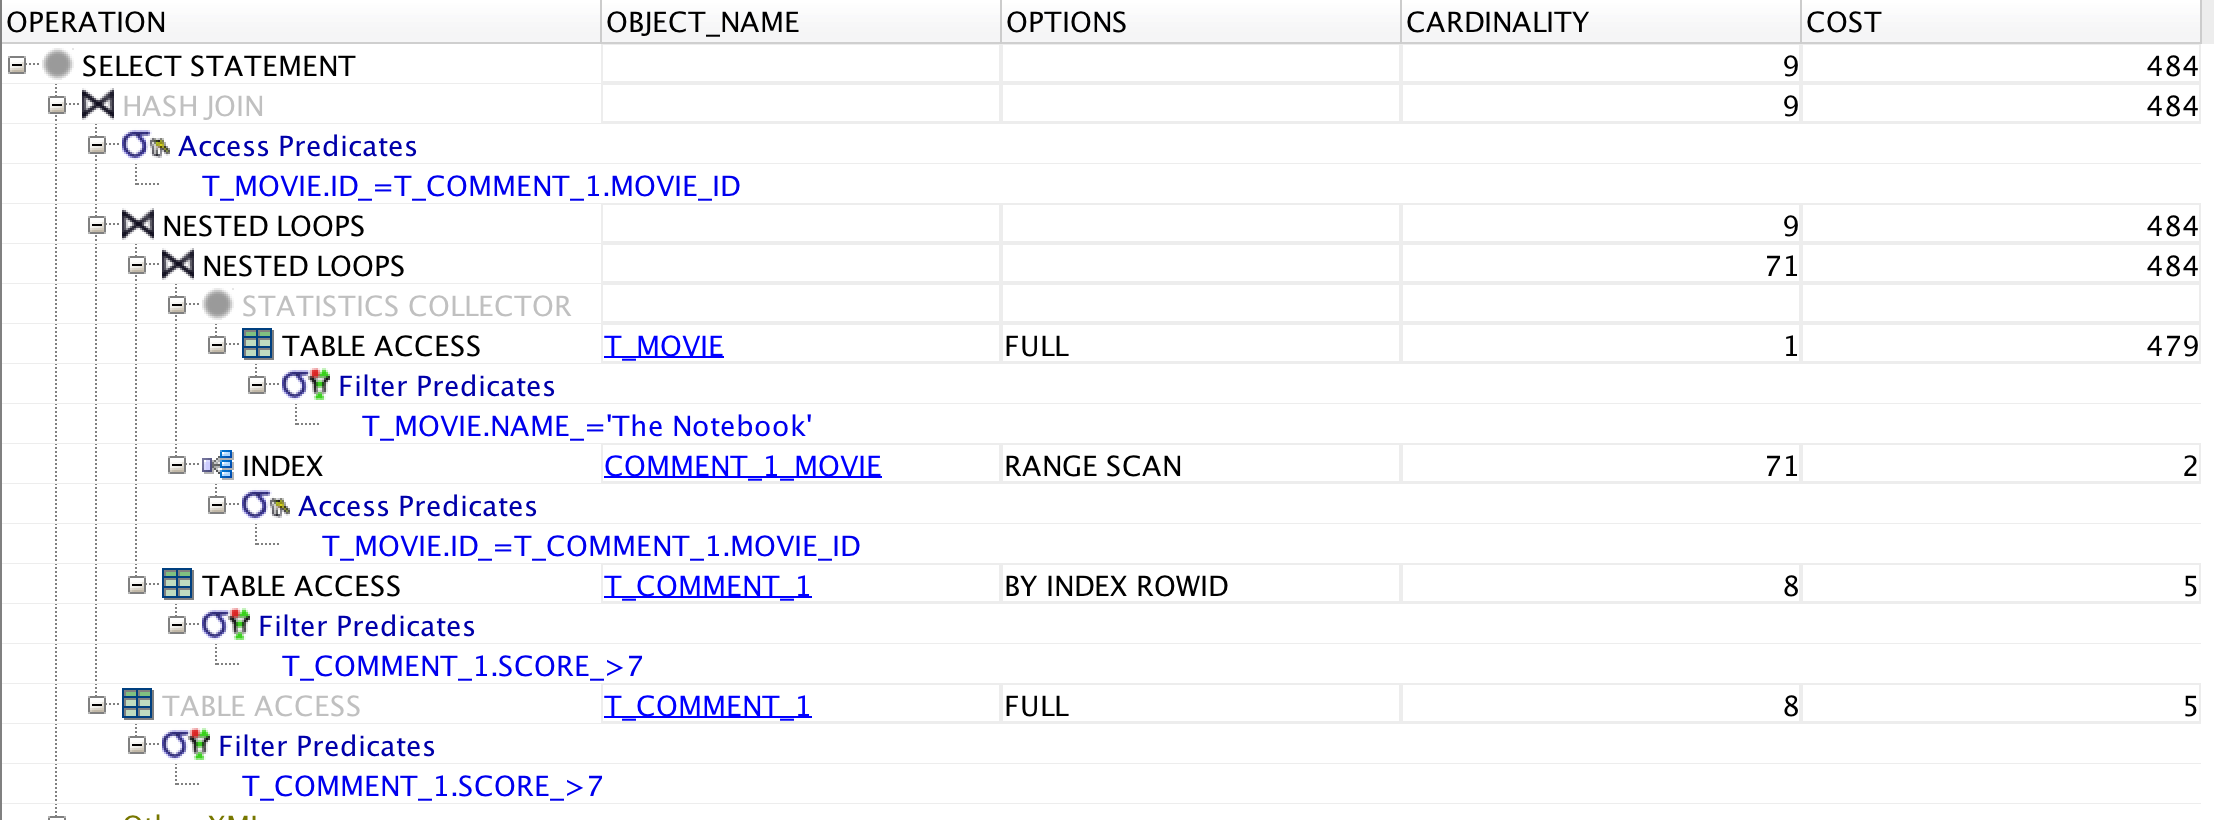 OPERATION OBJECT_NAME OPTIONS CARDINALITY COST
SELECT STATEMENT 9 484
HASH JOIN 9 484
Access Predicates
T_MOVIE.ID_=T_COMMENT_1.MOVIE_ID
NESTED LOOPS 9 484
NESTED LOOPS 71 484
STATISTICS COLLECTOR
TABLE ACCESS T_MOVIE FULL 1 479
Filter Predicates
T_MOVIE.NAME_='The Notebook'
INDEX COMMENT_1_MOVIE RANGE SCAN 71 2
Access Predicates
T_MOVIE.ID_=T_COMMENT_1.MOVIE_ID
TABLE ACCESS T_COMMENT_1 BY INDEX ROWID 8 5
Filter Predicates
T_COMMENT_1.SCORE_>7
TABLE ACCESS T_COMMENT_1 FULL 8 5
Filter Predicates
T_COMMENT_1.SCORE_>7